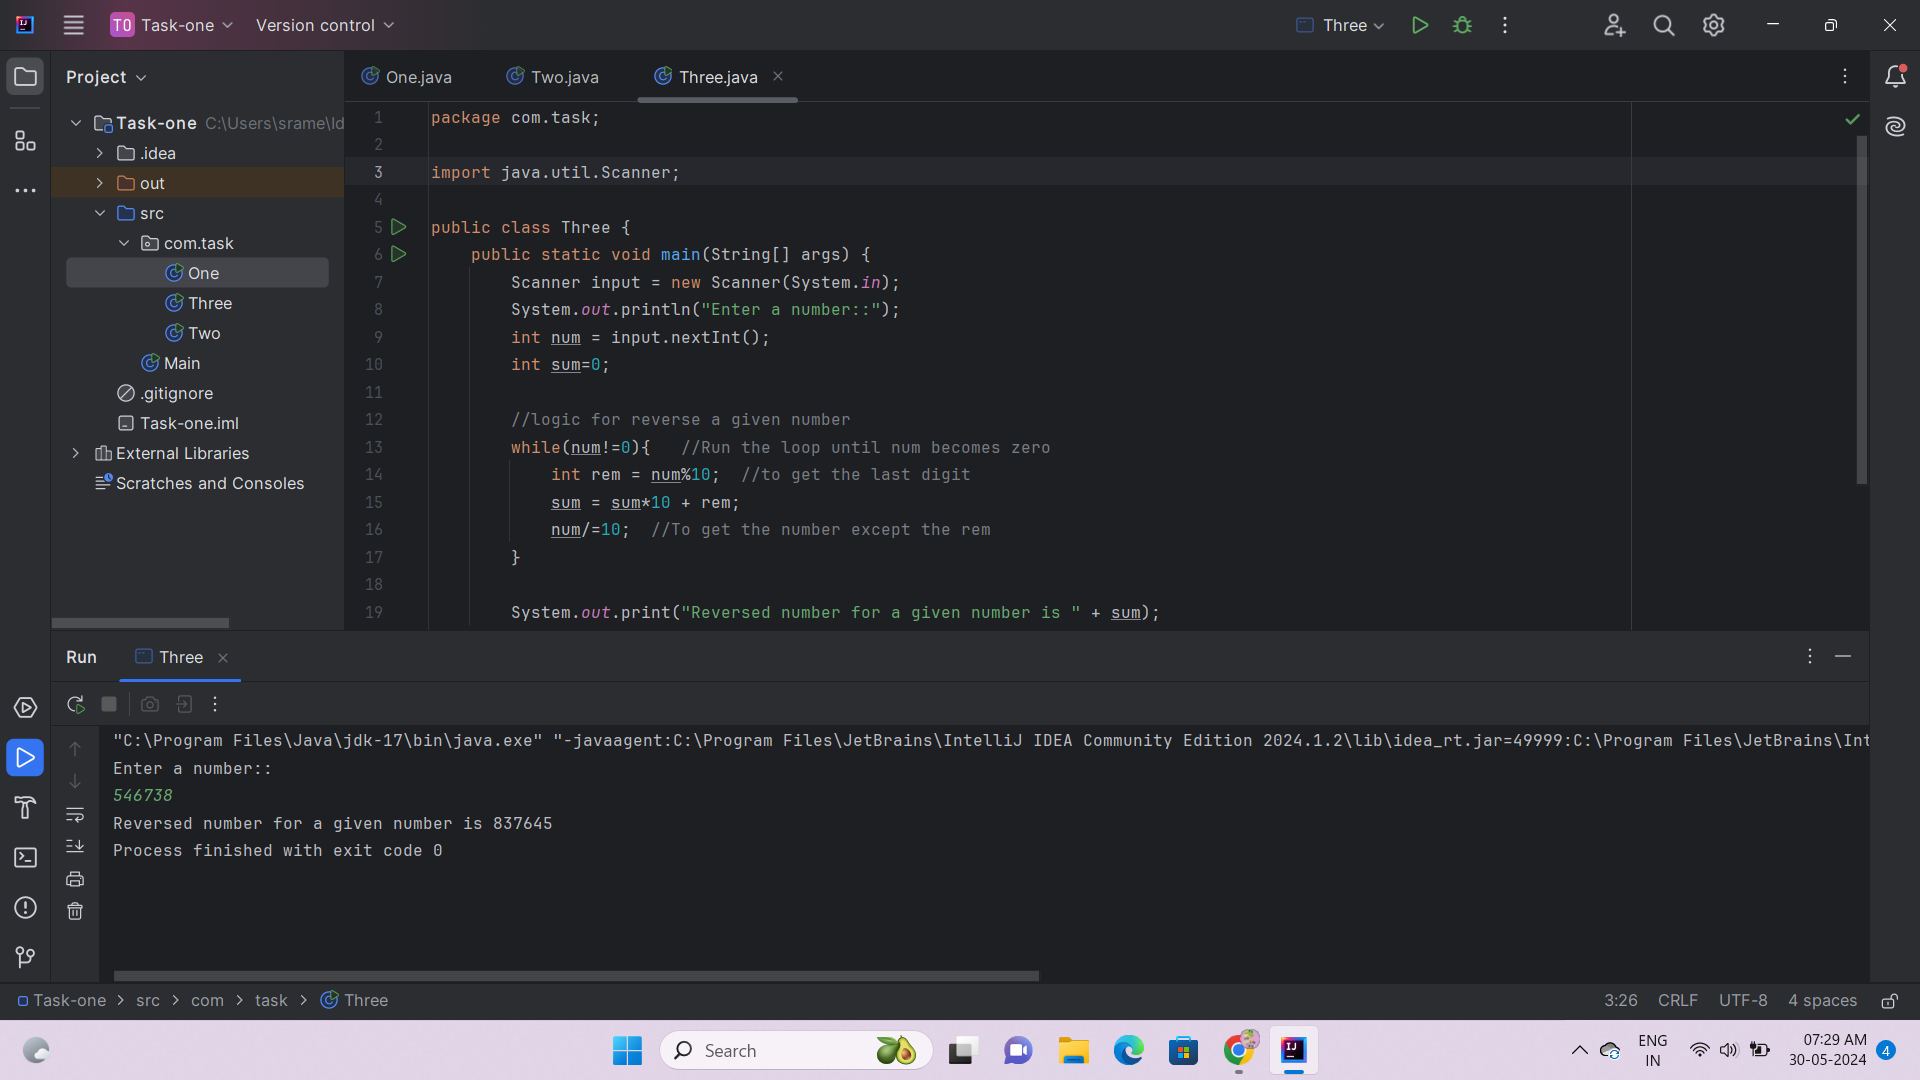 TO Task-one Version control Three
Project One.java Two.java Three.java
Task-one C:\Users\srame\Id
.idea
out
src
com.task
One
Three
Two
Main
.gitignore
Task-one.iml
External Libraries
Scratches and Consoles
1 package com.task;
2
3 import java.util.Scanner;
4
5 public class Three {
6 public static void main(String[] args) {
7 Scanner input = new Scanner(System.in);
8 System.out.println("Enter a number::");
9 int num = input.nextInt();
10 int sum=0;
11
12 //logic for reverse a given number
13 while(num!=0){ //Run the loop until num becomes zero
14 int rem = num%10; //to get the last digit
15 sum = sum*10 + rem;
16 num/=10; //To get the number except the rem
17 }
18
19 System.out.print("Reversed number for a given number is " + sum);
Run Three
"C:\Program Files\Java\jdk-17\bin\java.exe" "-javaagent:C:\Program Files\JetBrains\IntelliJ IDEA Community Edition 2024.1.2\lib\idea_rt.jar=49999:C:\Program Files\JetBrains\Int
Enter a number::
546738
Reversed number for a given number is 837645
Process finished with exit code 0
Task-one > src > com > task > Three 3:26 CRLF UTF-8 4 spaces
Search
ENG
IN
07:29 AM
30-05-2024
4